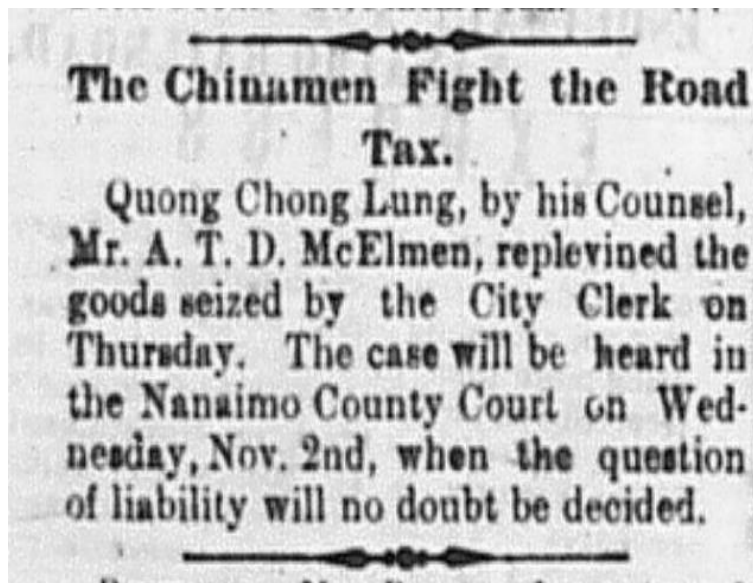 The Chinamen Fight the Road
Tax.
Quong Chong Lung, by his Counsel,
Mr. A. T. D. McElmen, replevined the
goods seized by the City Clerk on
Thursday. The case will be heard in
the Nanaimo County Court on Wed-
nesday, Nov. 2nd, when the question
of liability will no doubt be decided.